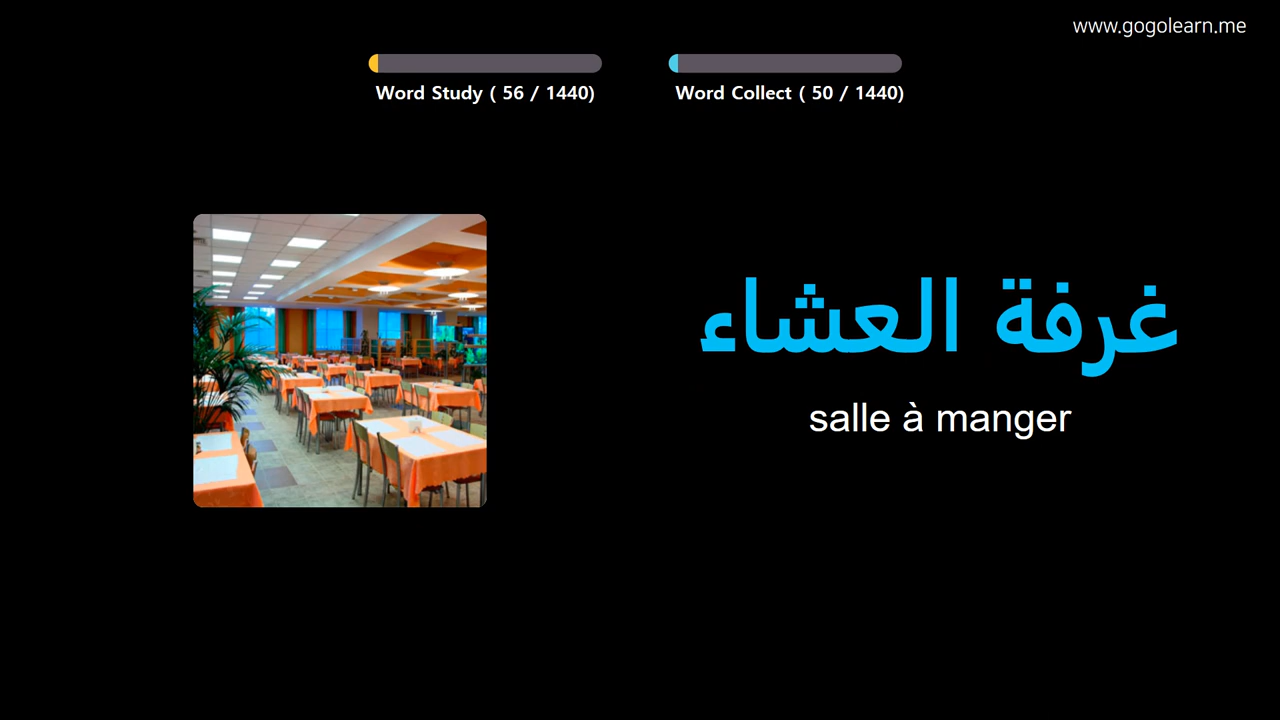 www.gogolearn.me
Word Study ( 56 / 1440)
Word Collect ( 50 / 1440)
غرفة العشاء
salle à manger